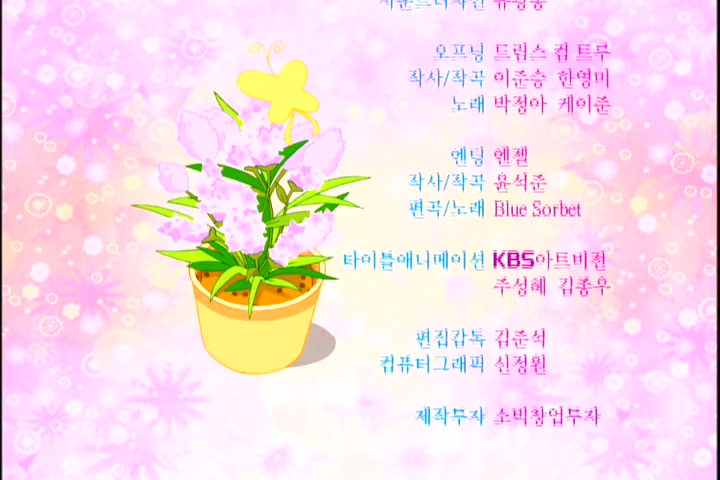 오프닝 드림스 컴 트루
작사/작곡 이준승 한영미
노래 박정아 케이준
엔딩 엔젤
작사/작곡 윤석준
편곡/노래 Blue Sorbet
타이틀애니메이션 KBS아트비전
주성혜 김종우
편집감독 김준석
컴퓨터그래픽 신정원
제작투자 소빅창업투자